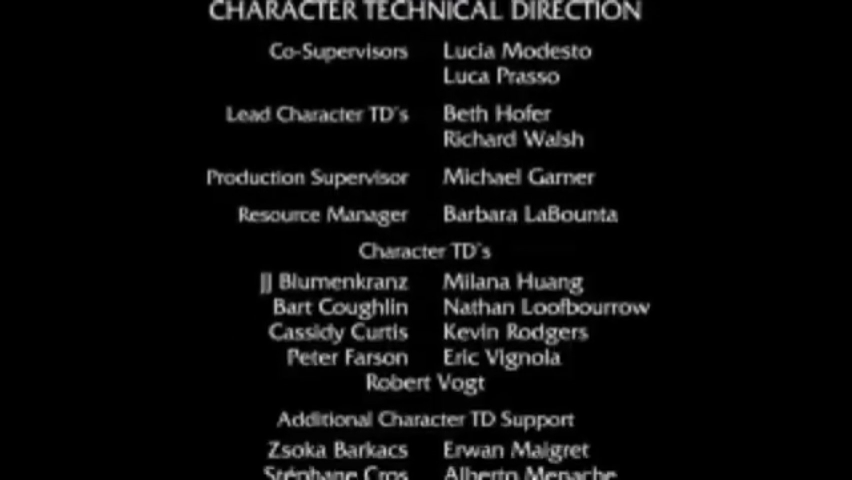 CHARACTER TECHNICAL DIRECTION
Co-Supervisors Lucia Modesto
Luca Prasso
Lead Character TD's Beth Hofer
Richard Walsh
Production Supervisor Michael Garner
Resource Manager Barbara LaBounta
Character TD's
JJ Blumenkranz Milana Huang
Bart Coughlin Nathan Loofbourrow
Cassidy Curtis Kevin Rodgers
Peter Farson Eric Vignola
Robert Vogt
Additional Character TD Support
Zsoka Barkacs Erwan Maigret
Stéphane Cros Alberto Menache